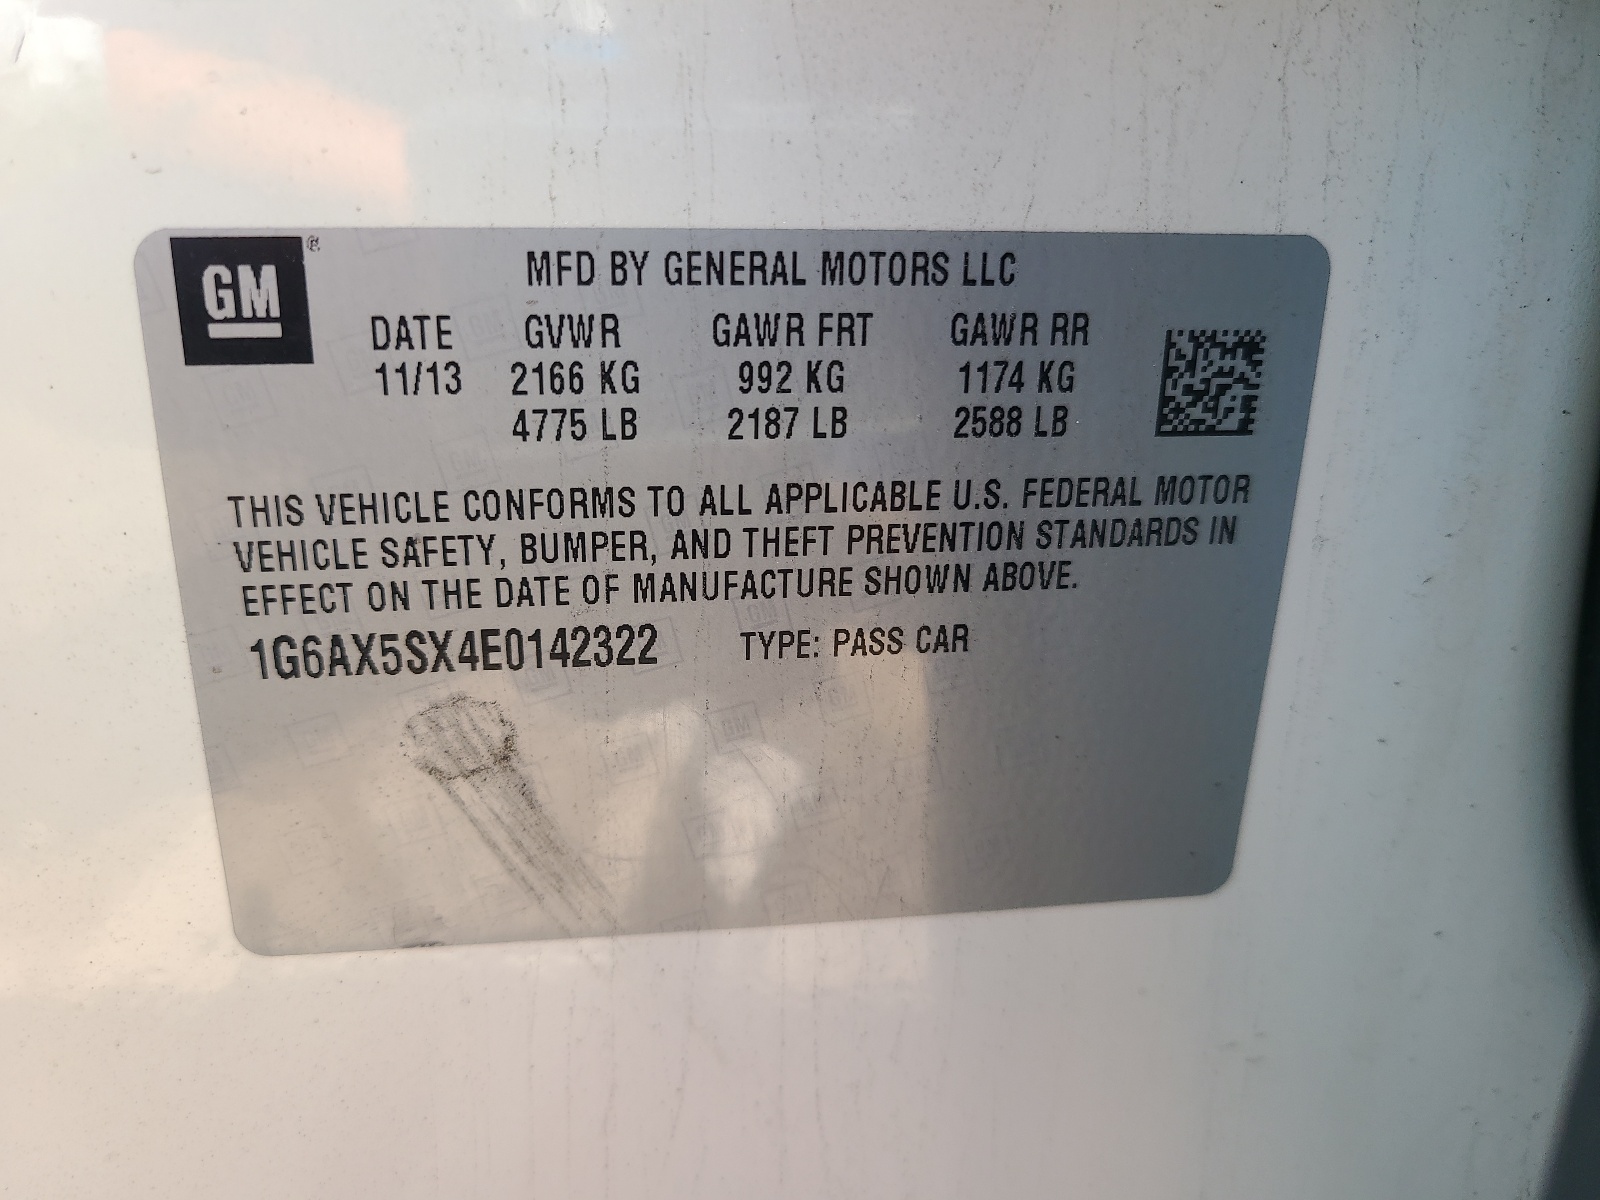 GM ®
MFD BY GENERAL MOTORS LLC
DATE GVWR GAWR FRT GAWR RR
11/13 2166 KG 992 KG 1174 KG
4775 LB 2187 LB 2588 LB
THIS VEHICLE CONFORMS TO ALL APPLICABLE U.S. FEDERAL MOTOR
VEHICLE SAFETY, BUMPER, AND THEFT PREVENTION STANDARDS IN
EFFECT ON THE DATE OF MANUFACTURE SHOWN ABOVE.
1G6AX5SX4E0142322 TYPE: PASS CAR